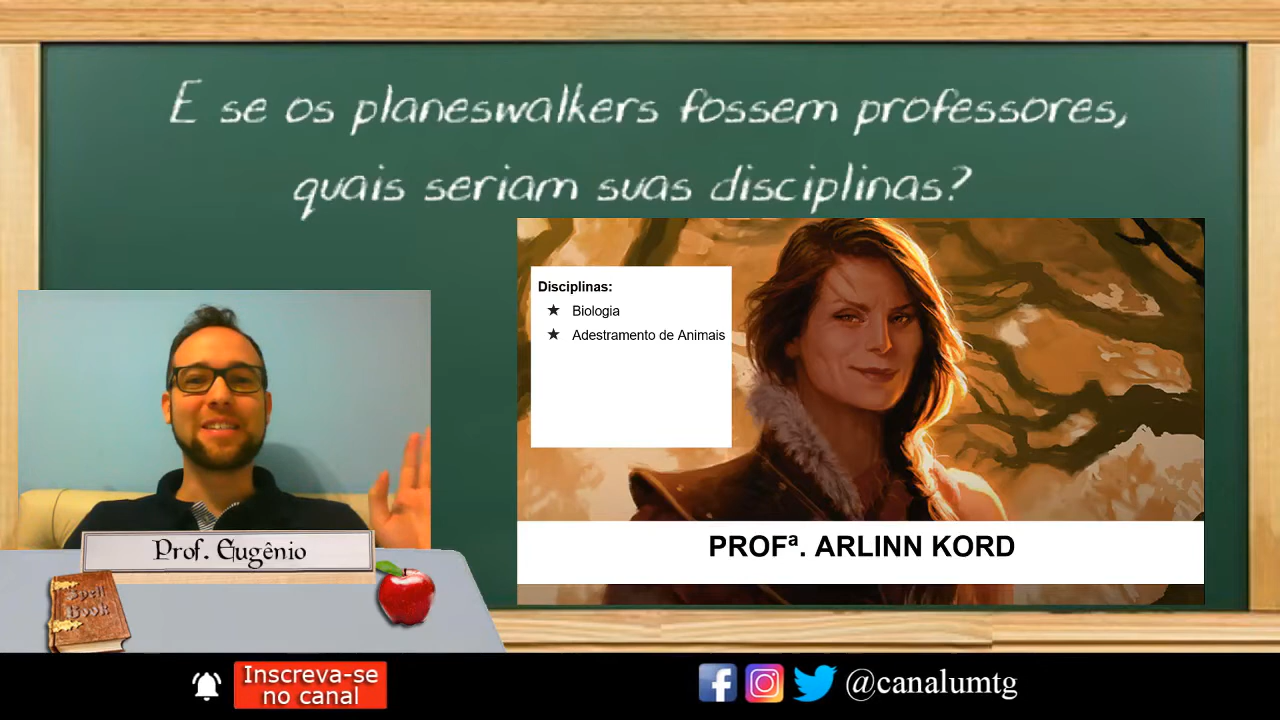 E se os planeswalkers fossem professores,
quais seriam suas disciplinas?
Disciplinas:
★ Biologia
★ Adestramento de Animais
PROFª. ARLINN KORD
Prof. Eugênio
Spell
Book
Inscreva-se
no canal
@canalumtg